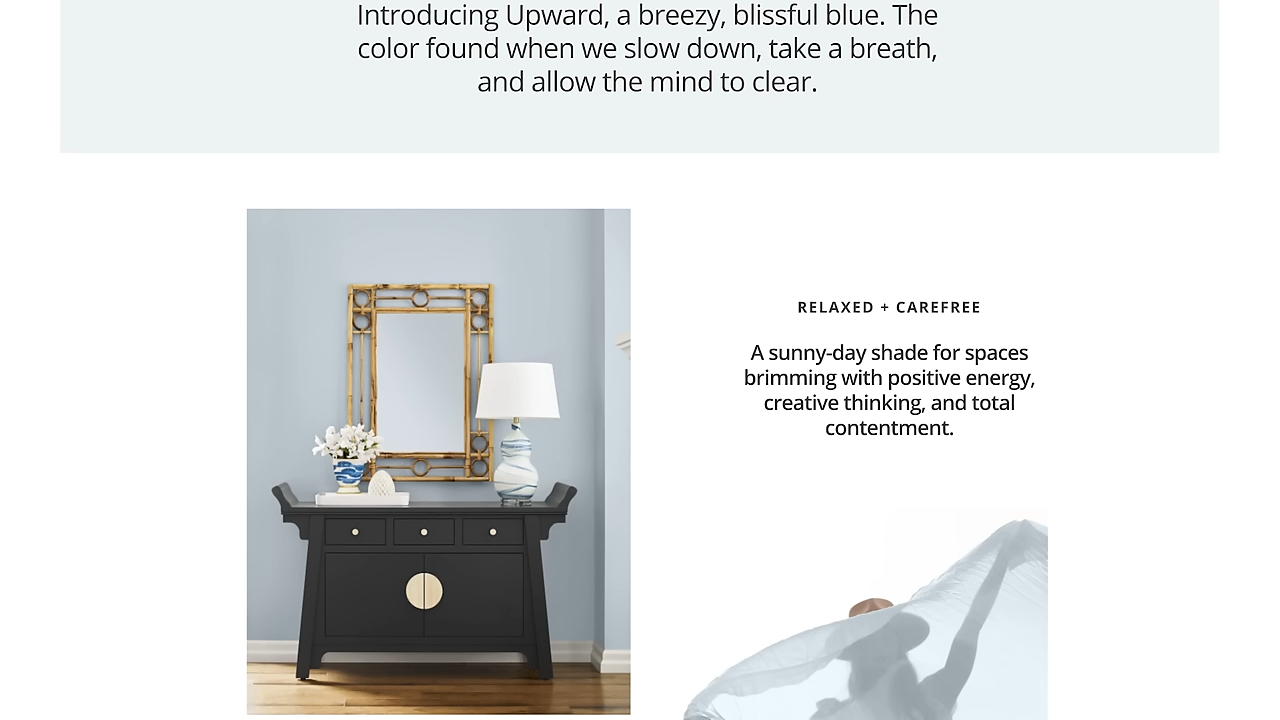 Introducing Upward, a breezy, blissful blue. The
color found when we slow down, take a breath,
and allow the mind to clear.
RELAXED + CAREFREE
A sunny-day shade for spaces
brimming with positive energy,
creative thinking, and total
contentment.